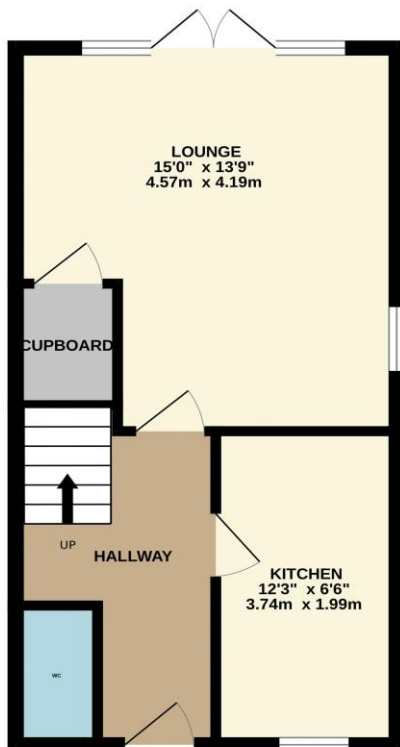 LOUNGE
15'0" x 13'9"
4.57m x 4.19m
CUPBOARD
UP
HALLWAY
KITCHEN
12'3" x 6'6"
3.74m x 1.99m
WC